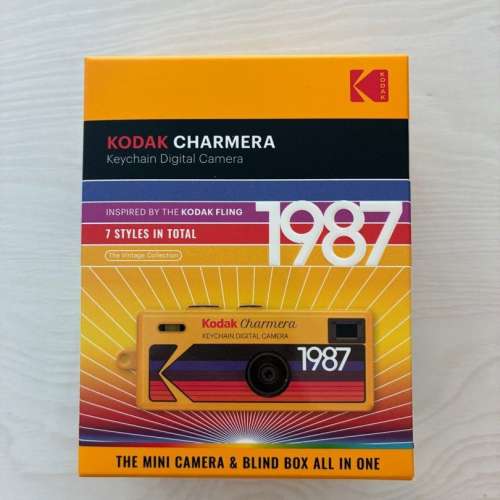 KODAK
KODAK CHARMERA
Keychain Digital Camera
INSPIRED BY THE KODAK FLING
1987
7 STYLES IN TOTAL
The Vintage Collection
Kodak Charmera
KEYCHAIN DIGITAL CAMERA
1987
THE MINI CAMERA & BLIND BOX ALL IN ONE